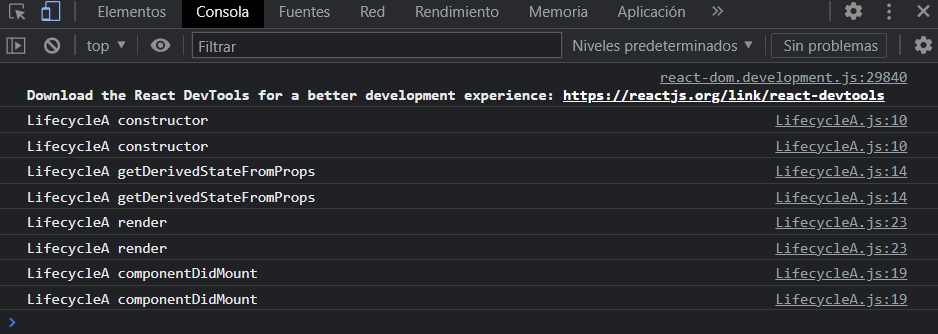 Elementos Consola Fuentes Red Rendimiento Memoria Aplicación
top Filtrar Niveles predeterminados Sin problemas
react-dom.development.js:29840
Download the React DevTools for a better development experience: https://reactjs.org/link/react-devtools
LifecycleA constructor LifecycleA.js:10
LifecycleA constructor LifecycleA.js:10
LifecycleA getDerivedStateFromProps LifecycleA.js:14
LifecycleA getDerivedStateFromProps LifecycleA.js:14
LifecycleA render LifecycleA.js:23
LifecycleA render LifecycleA.js:23
LifecycleA componentDidMount LifecycleA.js:19
LifecycleA componentDidMount LifecycleA.js:19